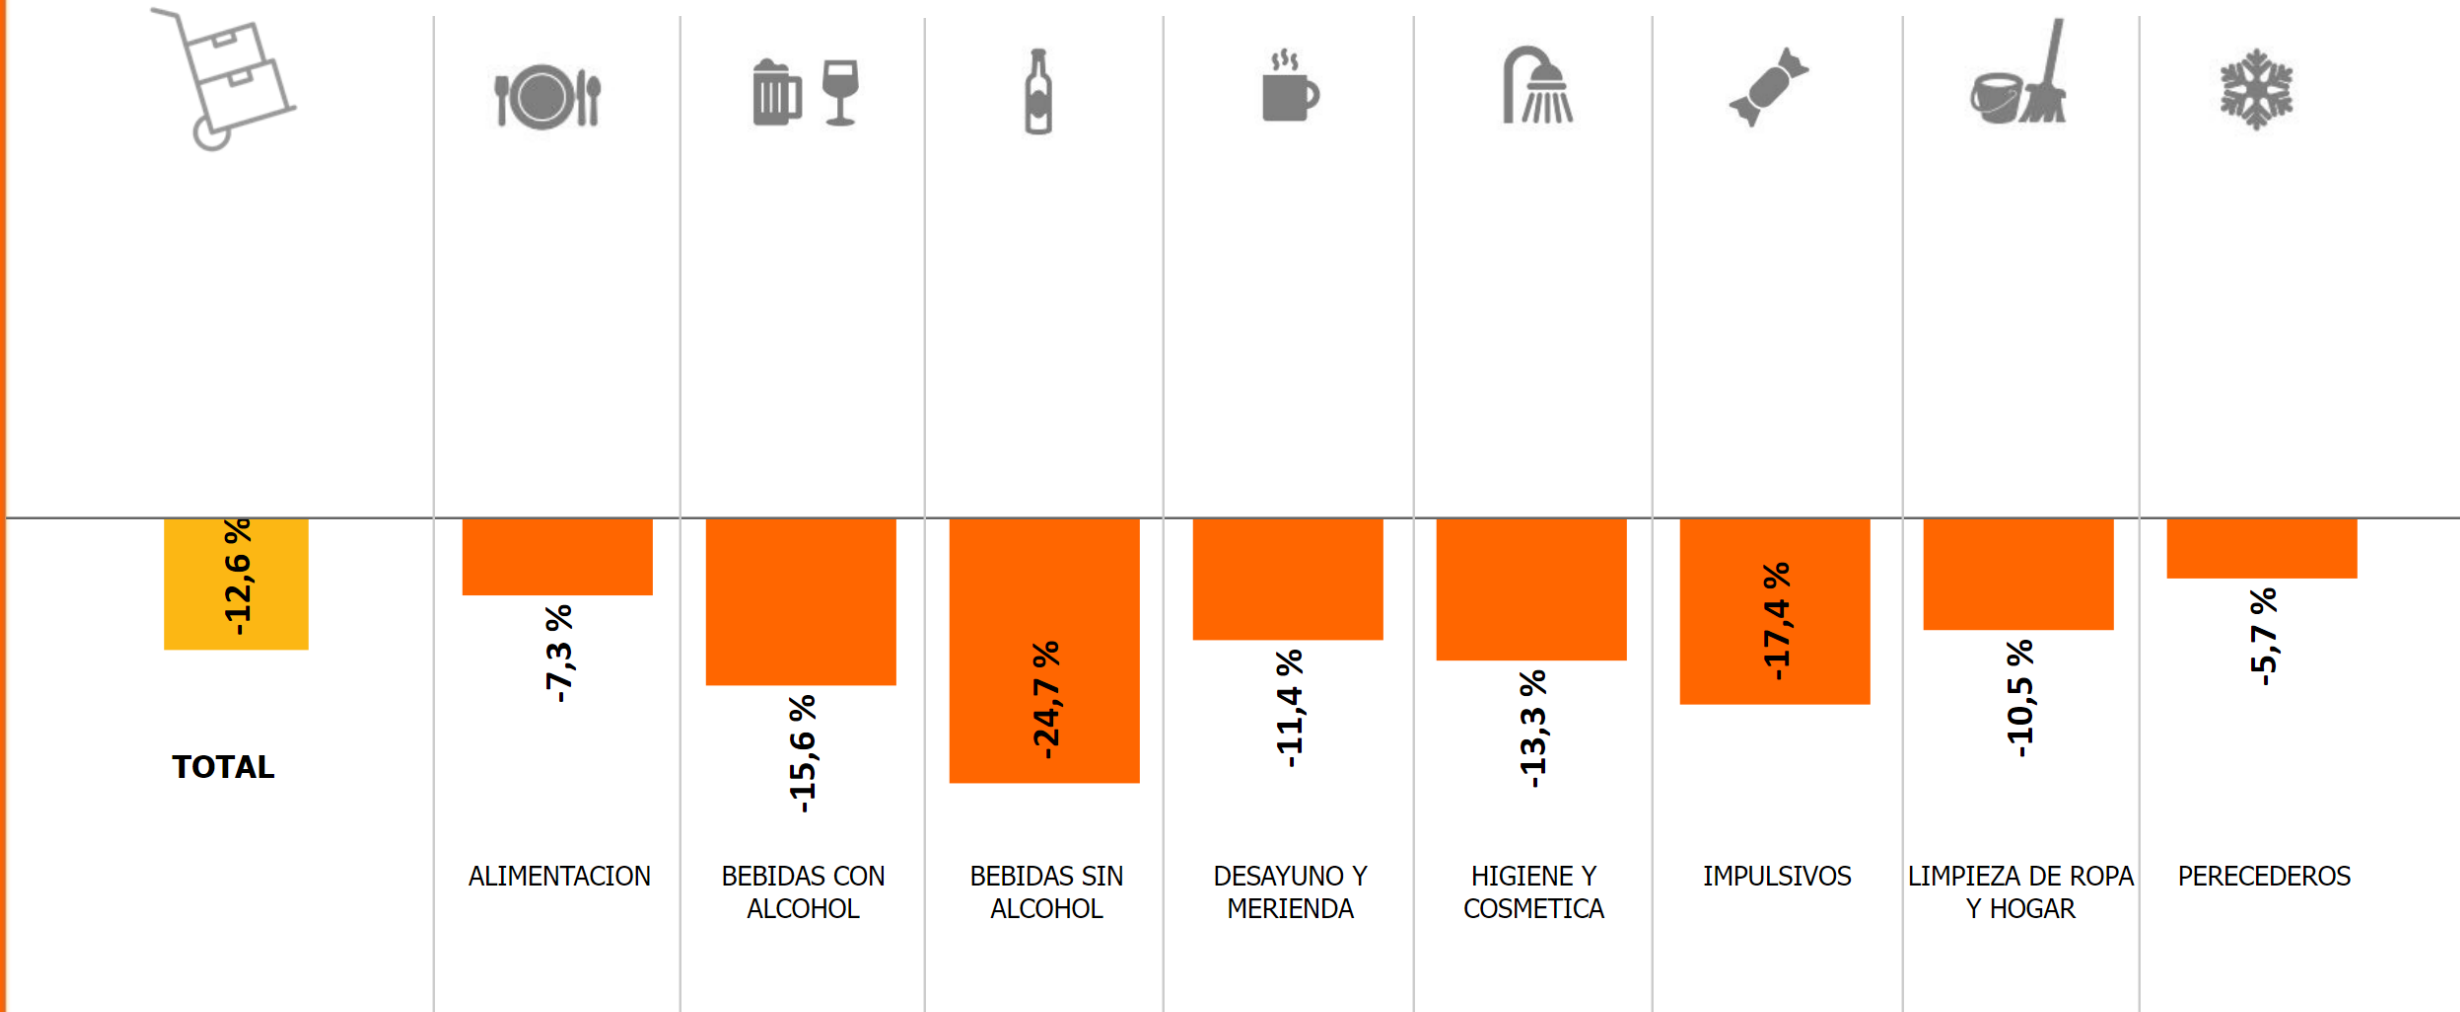 -12,6 %
-7,3 %
-15,6 %
-24,7 %
-11,4 %
-13,3 %
-17,4 %
-10,5 %
-5,7 %
TOTAL
ALIMENTACION
BEBIDAS CON
ALCOHOL
BEBIDAS SIN
ALCOHOL
DESAYUNO Y
MERIENDA
HIGIENE Y
COSMETICA
IMPULSIVOS
LIMPIEZA DE ROPA
Y HOGAR
PERECEDEROS